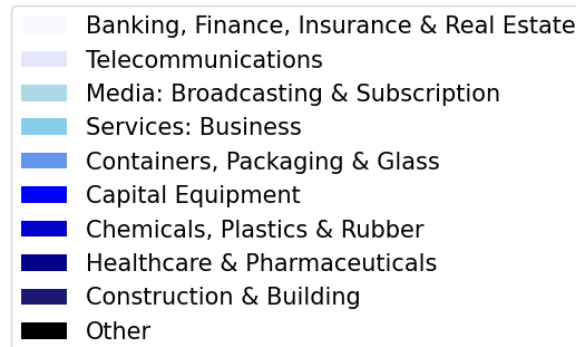 Banking, Finance, Insurance & Real Estate
Telecommunications
Media: Broadcasting & Subscription
Services: Business
Containers, Packaging & Glass
Capital Equipment
Chemicals, Plastics & Rubber
Healthcare & Pharmaceuticals
Construction & Building
Other